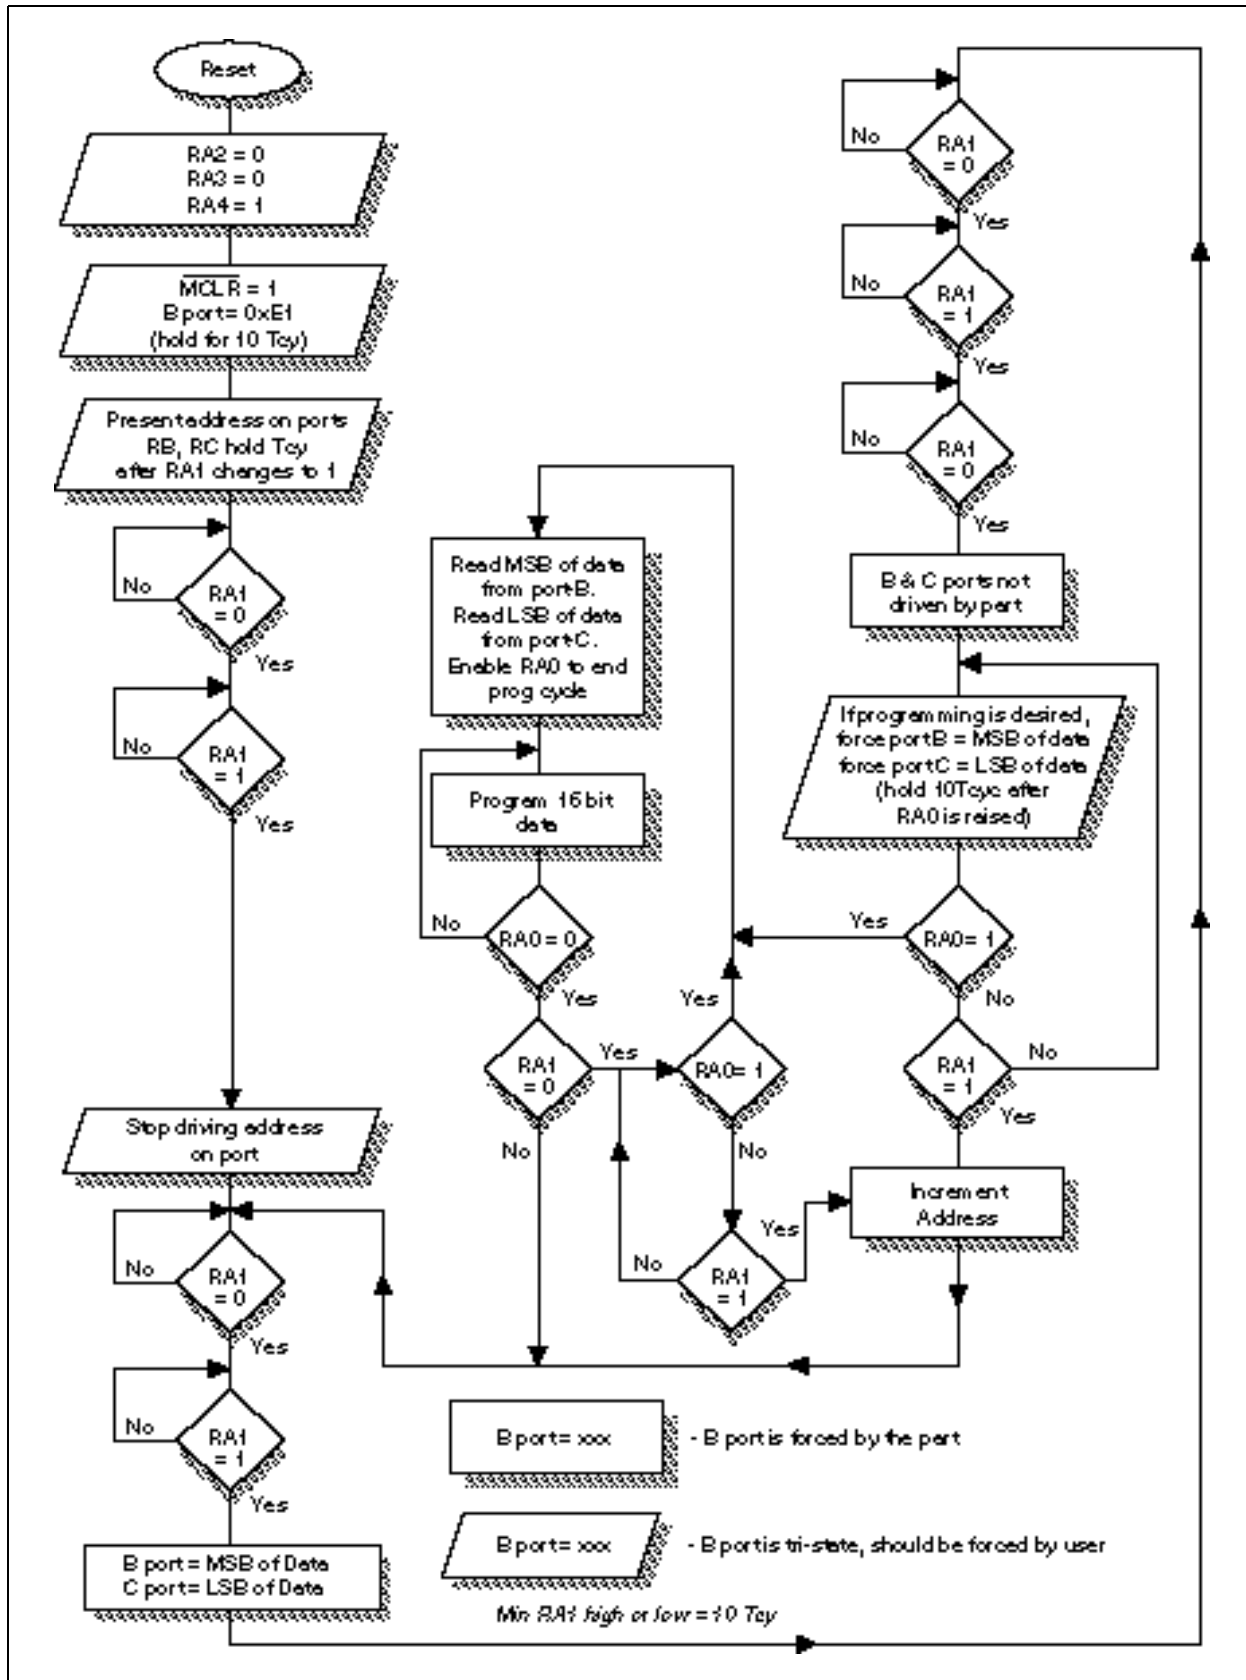 Reset
RA2 = 0
RA3 = 0
RA4 = 1
MCLR = 1
B port = 0xE1
(hold for 10 Tcy)
Present address on ports
RB, RC hold Tcy
after RA1 changes to 1
No
RA1
= 0
Yes
No
RA1
= 1
Yes
Stop driving address
on port
No
RA1
= 0
Yes
No
RA1
= 1
Yes
B port = MSB of Data
C port = LSB of Data
Read MSB of data
from port B.
Read LSB of data
from port C.
Enable RA0 to end
prog cycle
Program 16 bit
data
No
RA0 = 0
Yes
RA1
= 0
Yes
No
Yes
RA0 = 1
No
No
RA1
= 1
Yes
No
RA1
= 0
Yes
No
RA1
= 1
Yes
No
RA1
= 0
Yes
B & C ports not
driven by part
If programming is desired,
force port B = MSB of data
force port C = LSB of data
(hold 10Tcyc after
RA0 is raised)
Yes
RA0 = 1
No
RA1
= 1
No
Yes
Increment
Address
B port = xxx
- B port is forced by the part
B port = xxx
- B port is tri-state, should be forced by user
Min RA1 high or low = 10 Tcy